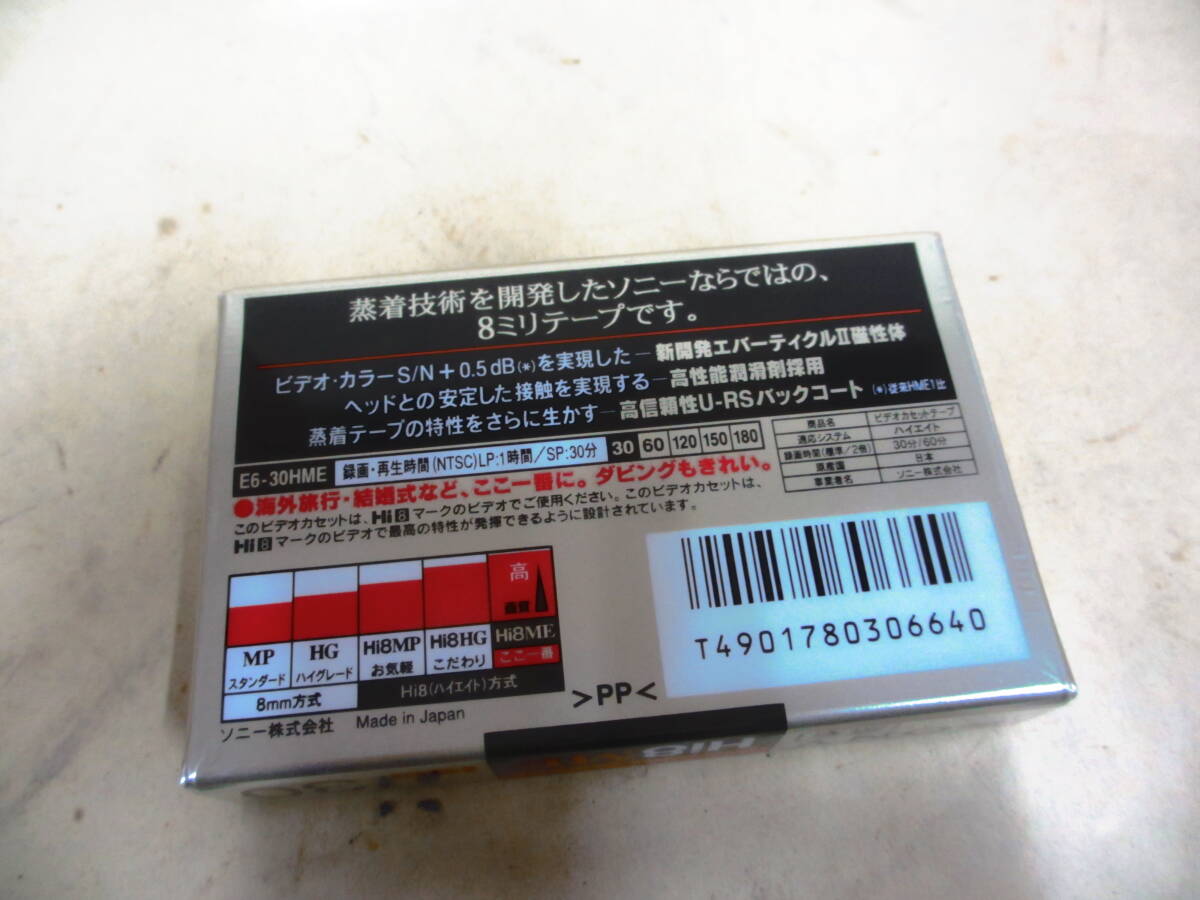 蒸着技術を開発したソニーならではの、
8ミリテープです。
ビデオ・カラーS/N+0.5dB(*)を実現した―新開発エバーティクルII磁性体
ヘッドとの安定した接触を実現する―高性能潤滑剤採用
蒸着テープの特性をさらに生かす―高信頼性U-RSバックコート (*)従来HME1比
E6-30HME 録画・再生時間(NTSC)LP:1時間/SP:30分 30 60 120 150 180
商品名 ビデオカセットテープ
適応システム ハイエイト
録画時間(標準/2倍) 30分/60分
原産国 日本
事業者名 ソニー株式会社
●海外旅行・結婚式など、ここ一番に。ダビングもきれい。
このビデオカセットは、Hi8マークのビデオでご使用ください。このビデオカセットは、
Hi8マークのビデオで最高の特性が発揮できるように設計されています。
高
画質
MP HG Hi8MP Hi8HG Hi8ME
スタンダード ハイグレード お気軽 こだわり ここ一番
8mm方式 Hi8(ハイエイト)方式
ソニー株式会社 Made in Japan
>PP<
T4901780306640
Hi8